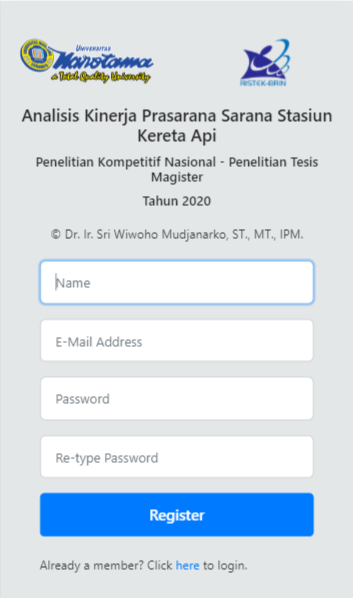 UNIVERSITAS
Narotama
a Total Quality University
RISTEK-BRIN
Analisis Kinerja Prasarana Sarana Stasiun
Kereta Api
Penelitian Kompetitif Nasional - Penelitian Tesis
Magister
Tahun 2020
© Dr. Ir. Sri Wiwoho Mudjanarko, ST., MT., IPM.
Name
E-Mail Address
Password
Re-type Password
Register
Already a member? Click here to login.